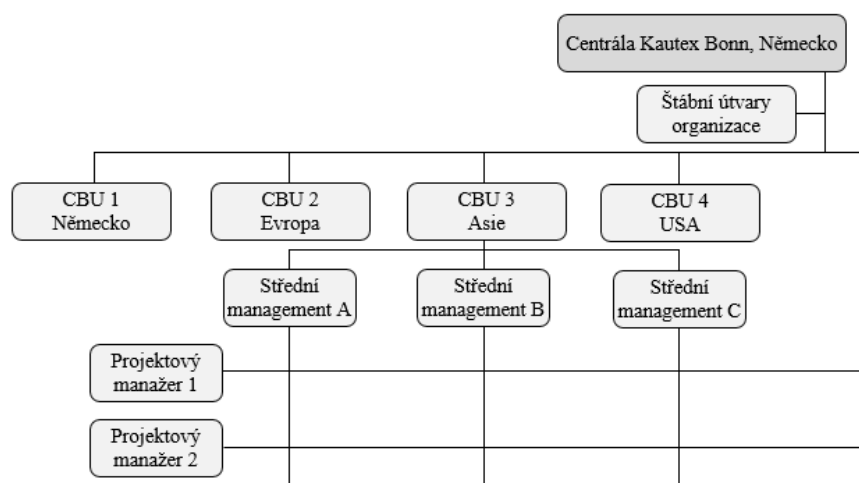 Centrála Kautex Bonn, Německo
Štábní útvary
organizace
CBU 1
Německo
CBU 2
Evropa
CBU 3
Asie
CBU 4
USA
Střední
management A
Střední
management B
Střední
management C
Projektový
manažer 1
Projektový
manažer 2